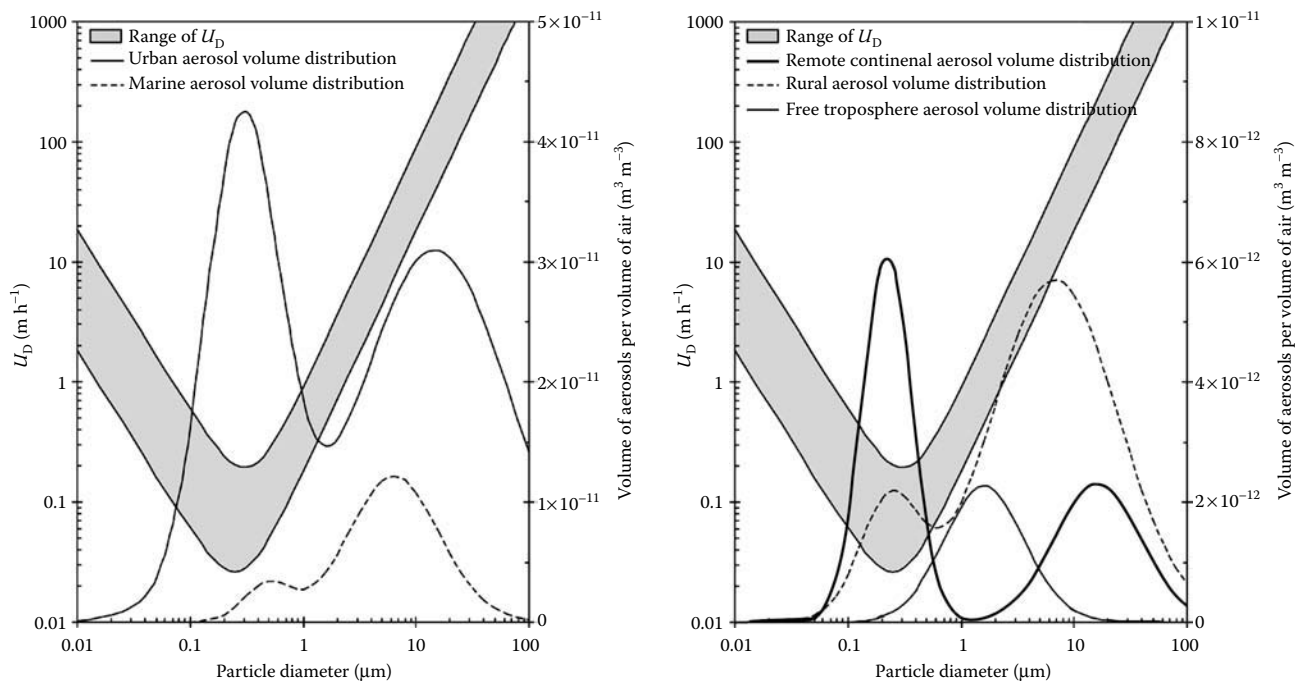 1000
100
10
1
0.1
0.01
U_D (m h⁻¹)
Range of U_D
Urban aerosol volume distribution
Marine aerosol volume distribution
5×10⁻¹¹
4×10⁻¹¹
3×10⁻¹¹
2×10⁻¹¹
1×10⁻¹¹
0
Volume of aerosols per volume of air (m³ m⁻³)
0.01 0.1 1 10 100
Particle diameter (μm)
1000
100
10
1
0.1
0.01
U_D (m h⁻¹)
Range of U_D
Remote continenal aerosol volume distribution
Rural aerosol volume distribution
Free troposphere aerosol volume distribution
1×10⁻¹¹
8×10⁻¹²
6×10⁻¹²
4×10⁻¹²
2×10⁻¹²
0
Volume of aerosols per volume of air (m³ m⁻³)
0.01 0.1 1 10 100
Particle diameter (μm)